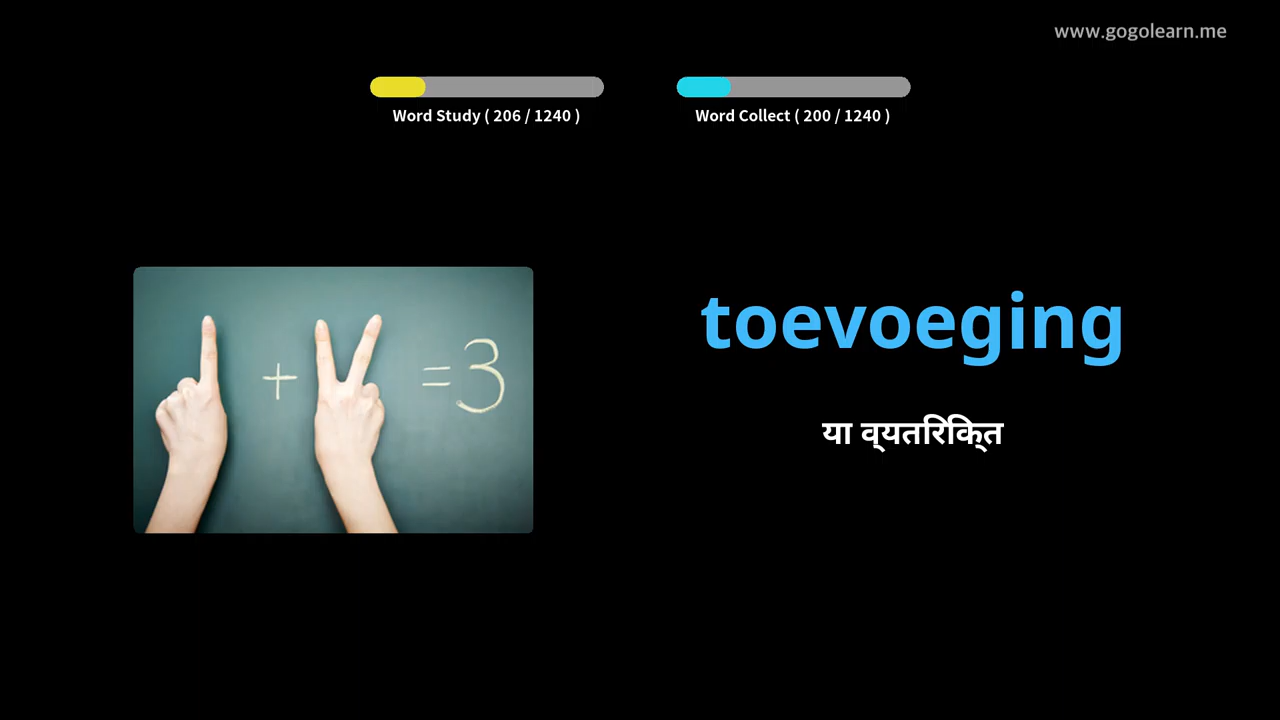 www.gogolearn.me
Word Study ( 206 / 1240 )
Word Collect ( 200 / 1240 )
+ = 3
toevoeging
या व्यतिरिक्ति